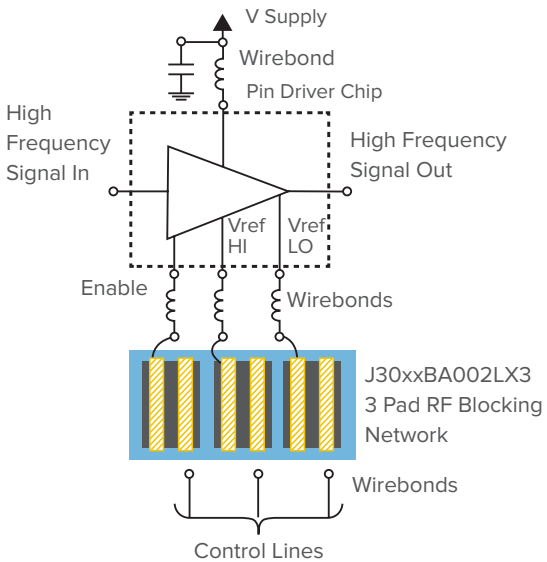 V Supply
Wirebond
Pin Driver Chip
High
Frequency
Signal In
High Frequency
Signal Out
Vref
HI
Vref
LO
Enable
Wirebonds
J30xxBA002LX3
3 Pad RF Blocking
Network
Wirebonds
Control Lines